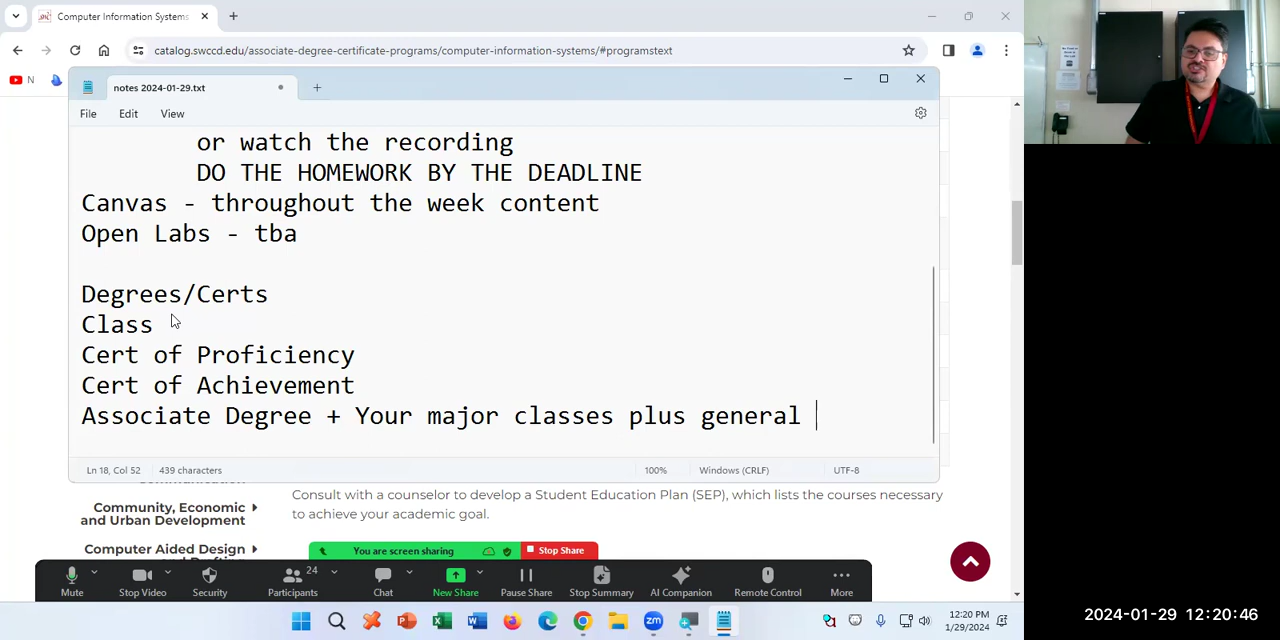 Computer Information Systems
catalog.swccd.edu/associate-degree-certificate-programs/computer-information-systems/#programstext
N
notes 2024-01-29.txt
File Edit View
or watch the recording
DO THE HOMEWORK BY THE DEADLINE
Canvas - throughout the week content
Open Labs - tba
Degrees/Certs
Class
Cert of Proficiency
Cert of Achievement
Associate Degree + Your major classes plus general
Ln 18, Col 52 439 characters 100% Windows (CRLF) UTF-8
Community, Economic
and Urban Development
Computer Aided Design
Consult with a counselor to develop a Student Education Plan (SEP), which lists the courses necessary
to achieve your academic goal.
You are screen sharing Stop Share
24
Mute Stop Video Security Participants Chat New Share Pause Share Stop Summary AI Companion Remote Control More
12:20 PM
1/29/2024
2024-01-29 12:20:46